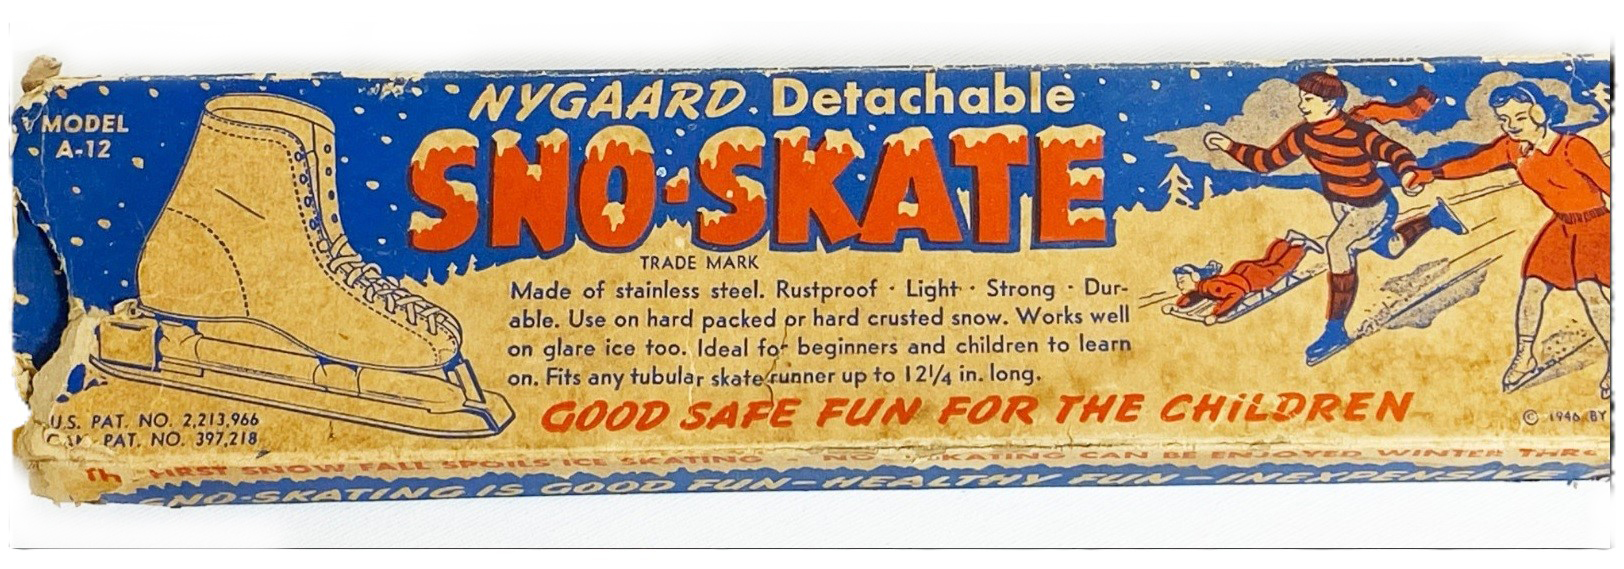 MODEL
A-12
NYGAARD Detachable
SNO-SKATE
TRADE MARK
Made of stainless steel. Rustproof · Light · Strong · Dur-
able. Use on hard packed or hard crusted snow. Works well
on glare ice too. Ideal for beginners and children to learn
on. Fits any tubular skate runner up to 12¼ in. long.
GOOD SAFE FUN FOR THE CHiLDREN
U.S. PAT. NO. 2,213,966
PAT. NO. 397,218
© 1946 BY
FIRST SNOW FALL SPOILS ICE SKATING
SKATING CAN BE ENJOYED WINTER
SNO-SKATING IS GOOD FUN-HEALTHY FUN-INEXPENSIVE